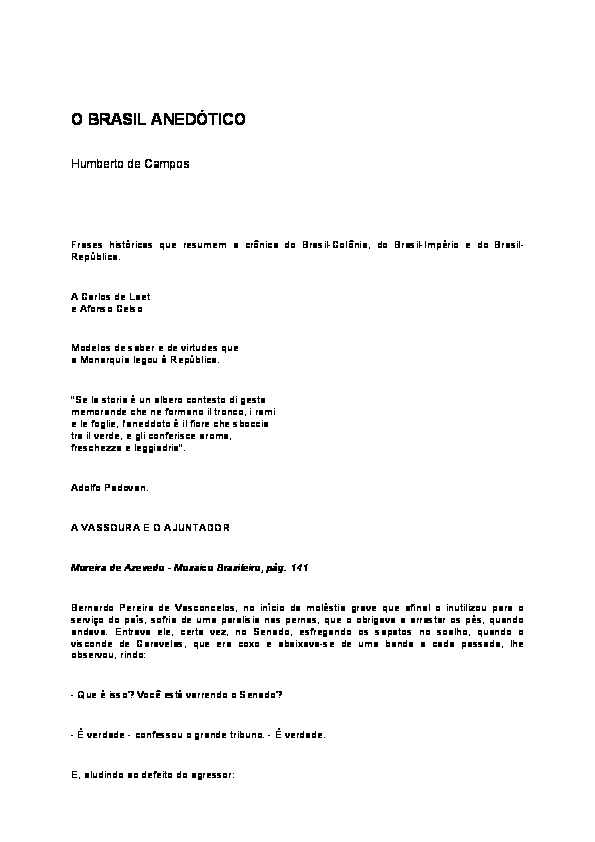 O BRASIL ANEDÓTICO
Humberto de Campos
Frases históricas que resumem a crônica do Brasil-Colônia, do Brasil-Império e do Brasil-
República.
A Carlos de Laet
e Afonso Celso
Modelos de saber e de virtudes que
a Monarquia legou à República.
"Se la storia é un albero contesto di gesta
memorande che ne formano il tronco, i rami
e le foglie, l'aneddoto é il fiore che sboccia
tra il verde, e gli conferisce aroma,
freschezza e leggiadria".
Adolfo Padovan.
A VASSOURA E O AJUNTADOR
Moreira de Azevedo - Mosaico Brasileiro, pág. 141
Bernardo Pereira de Vasconcelos, no início da moléstia grave que afinal o inutilizou para o
serviço do país, sofria de uma paralisia nas pernas, que o obrigava a arrastar os pés, quando
andava. Entrava ele, certa vez, no Senado, esfregando os sapatos no soalho, quando o
visconde de Caravelas, que era coxo e abaixava-se de uma banda a cada passada, lhe
observou, rindo:
- Que é isso? Você está varrendo o Senado?
- É verdade - confessou o grande tribuno. - É verdade.
E, aludindo ao defeito do agressor: